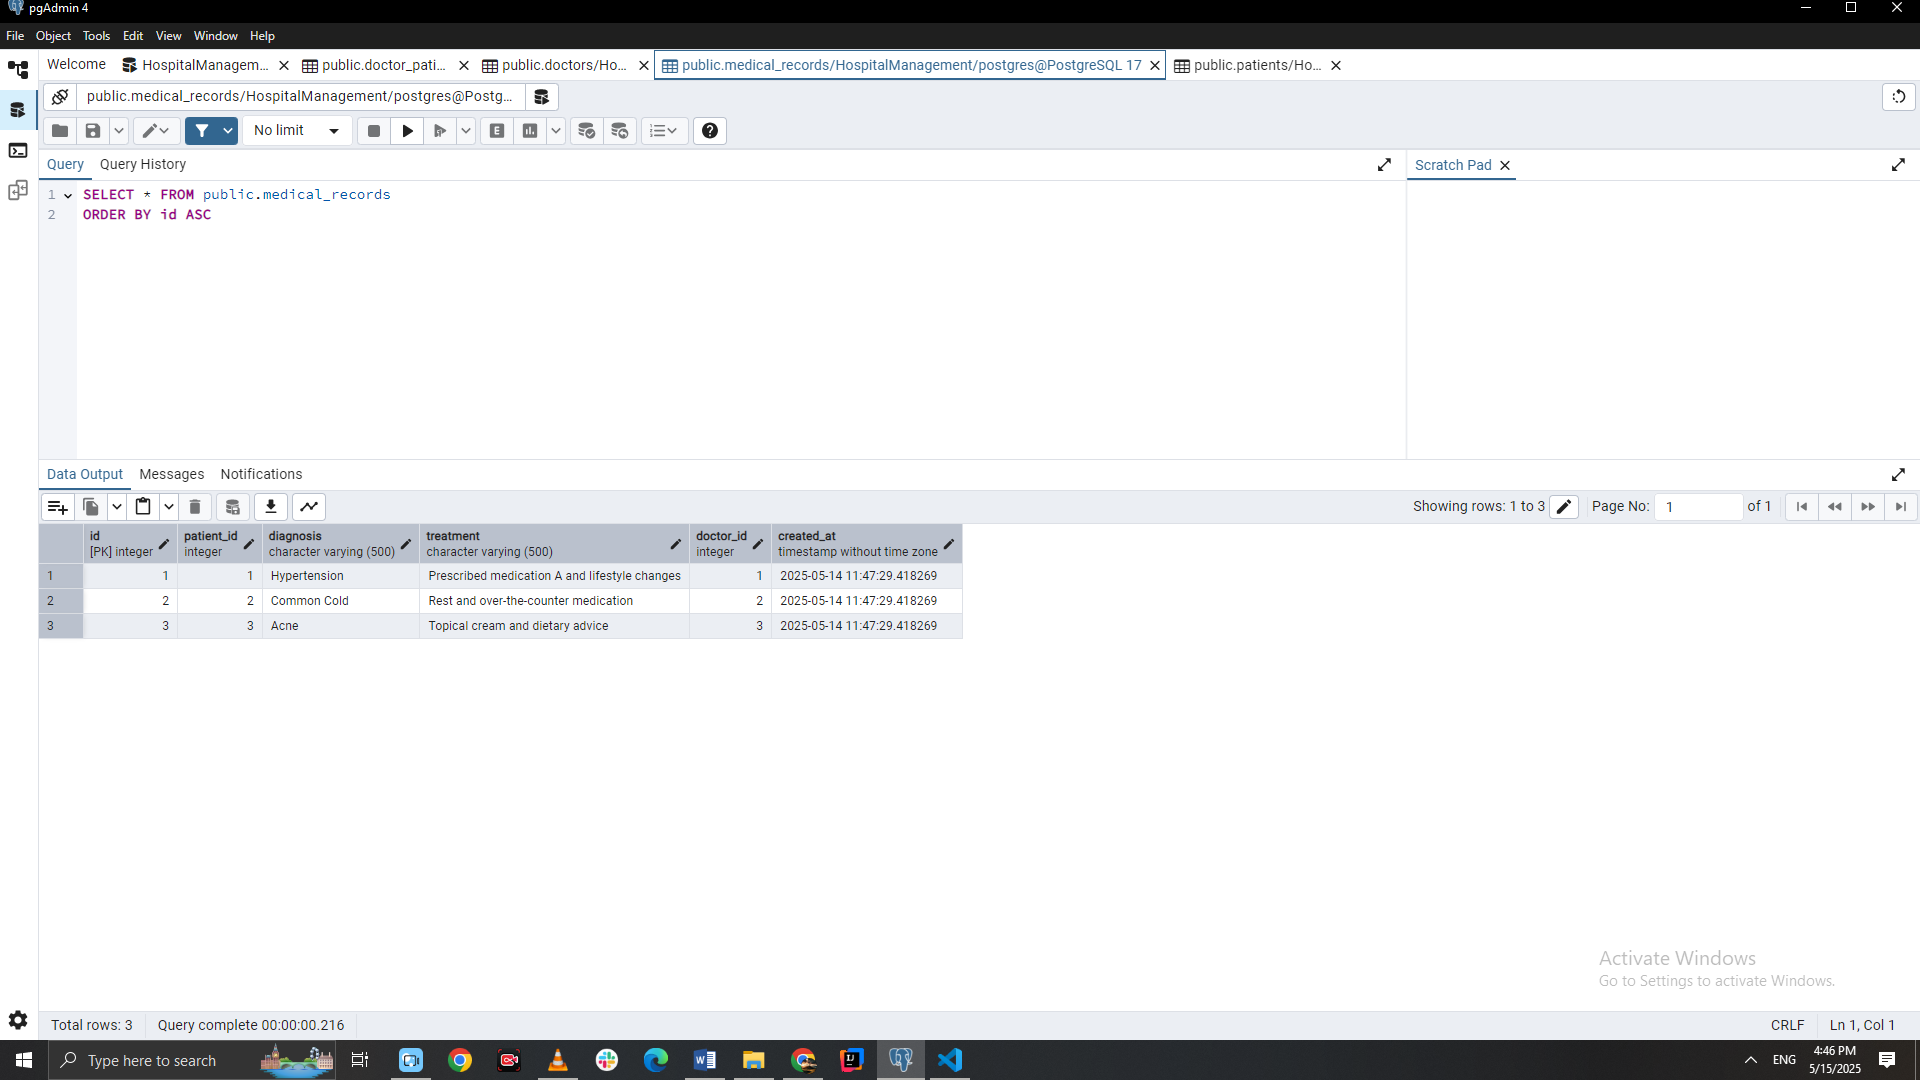 pgAdmin 4
File Object Tools Edit View Window Help
Welcome HospitalManagem... public.doctor_pati... public.doctors/Ho... public.medical_records/HospitalManagement/postgres@PostgreSQL 17 public.patients/Ho...
public.medical_records/HospitalManagement/postgres@Postg...
No limit E
Query Query History Scratch Pad
1 SELECT * FROM public.medical_records
2 ORDER BY id ASC
Data Output Messages Notifications
Showing rows: 1 to 3 Page No: 1 of 1
id patient_id diagnosis treatment doctor_id created_at
[PK] integer integer character varying (500) character varying (500) integer timestamp without time zone
1 1 1 Hypertension Prescribed medication A and lifestyle changes 1 2025-05-14 11:47:29.418269
2 2 2 Common Cold Rest and over-the-counter medication 2 2025-05-14 11:47:29.418269
3 3 3 Acne Topical cream and dietary advice 3 2025-05-14 11:47:29.418269
Activate Windows
Go to Settings to activate Windows.
Total rows: 3 Query complete 00:00:00.216 CRLF Ln 1, Col 1
Type here to search ENG 4:46 PM
5/15/2025